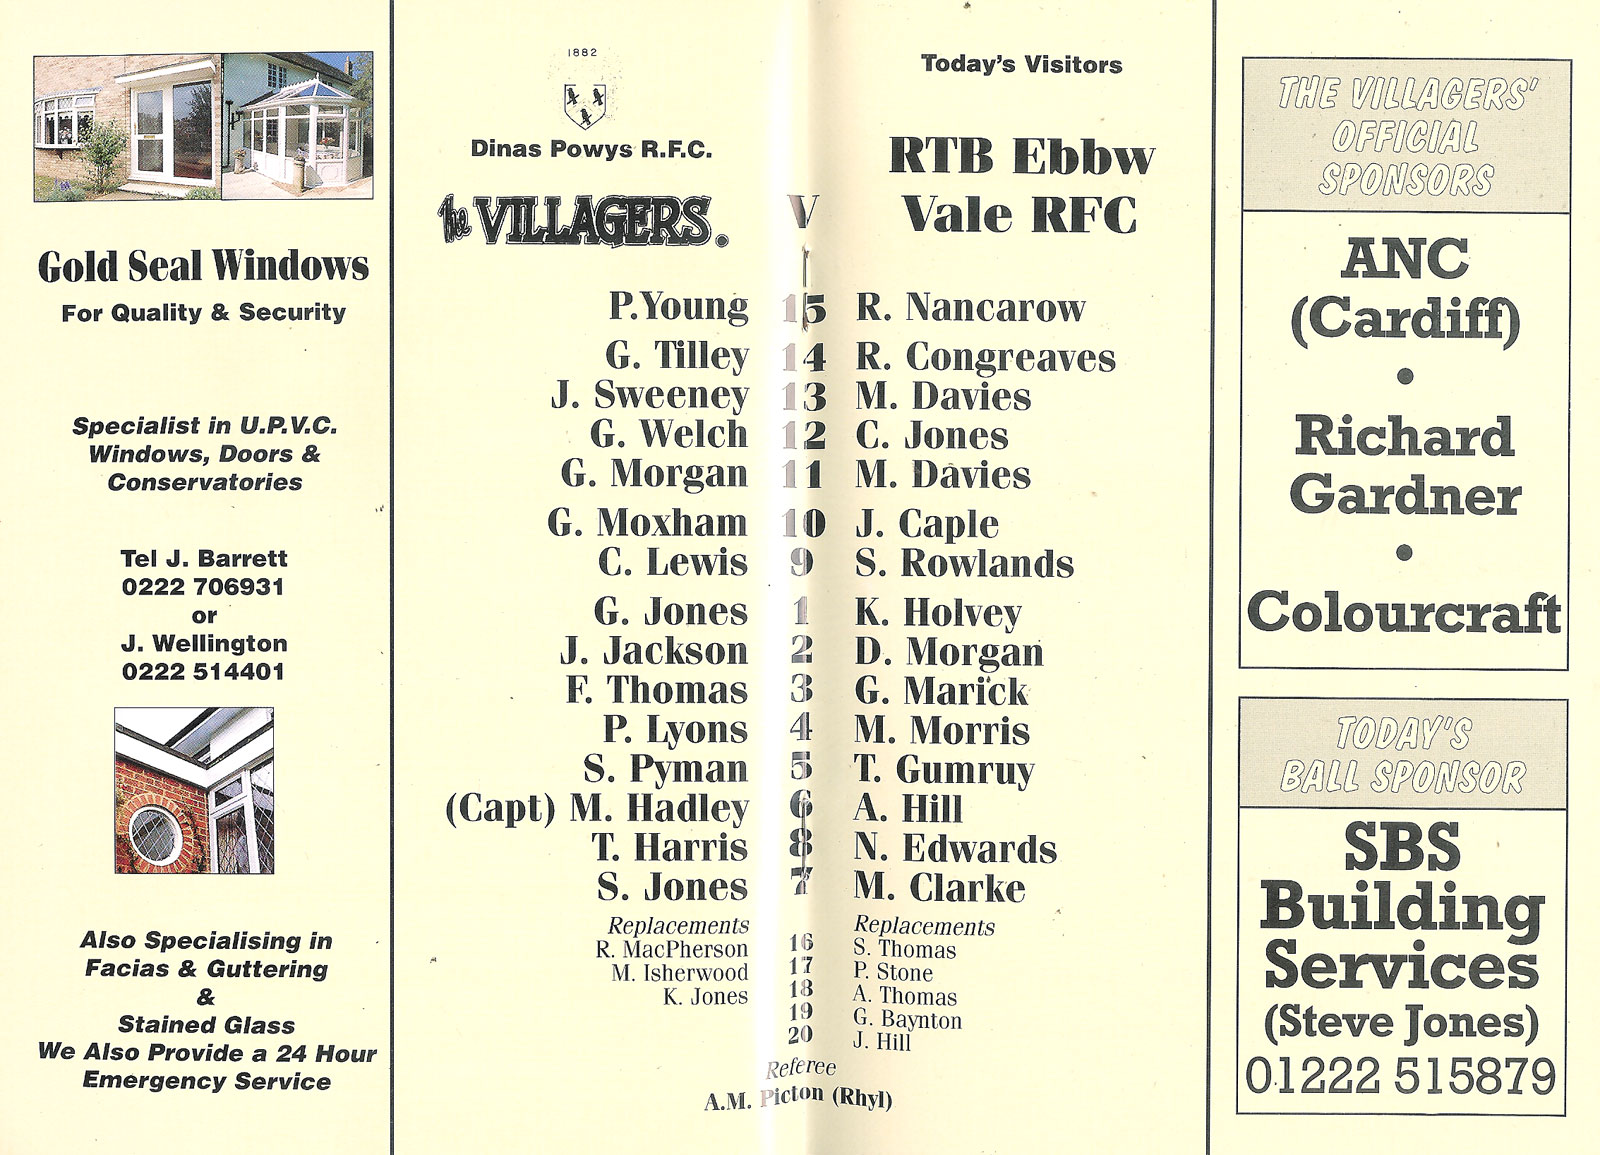 Gold Seal Windows
For Quality & Security
Specialist in U.P.V.C.
Windows, Doors &
Conservatories
Tel J. Barrett
0222 706931
or
J. Wellington
0222 514401
Also Specialising in
Facias & Guttering
&
Stained Glass
We Also Provide a 24 Hour
Emergency Service
1882
Dinas Powys R.F.C.
the VILLAGERS.
V
Today's Visitors
RTB Ebbw
Vale RFC
P.Young 15 R. Nancarow
G. Tilley 14 R. Congreaves
J. Sweeney 13 M. Davies
G. Welch 12 C. Jones
G. Morgan 11 M. Davies
G. Moxham 10 J. Caple
C. Lewis 9 S. Rowlands
G. Jones 1 K. Holvey
J. Jackson 2 D. Morgan
F. Thomas 3 G. Marick
P. Lyons 4 M. Morris
S. Pyman 5 T. Gumruy
(Capt) M. Hadley 6 A. Hill
T. Harris 8 N. Edwards
S. Jones 7 M. Clarke
Replacements Replacements
R. MacPherson 16 S. Thomas
M. Isherwood 17 P. Stone
K. Jones 18 A. Thomas
19 G. Baynton
20 J. Hill
Referee
A.M. Picton (Rhyl)
THE VILLAGERS'
OFFICIAL
SPONSORS
ANC
(Cardiff)
•
Richard
Gardner
•
Colourcraft
TODAY'S
BALL SPONSOR
SBS
Building
Services
(Steve Jones)
01222 515879